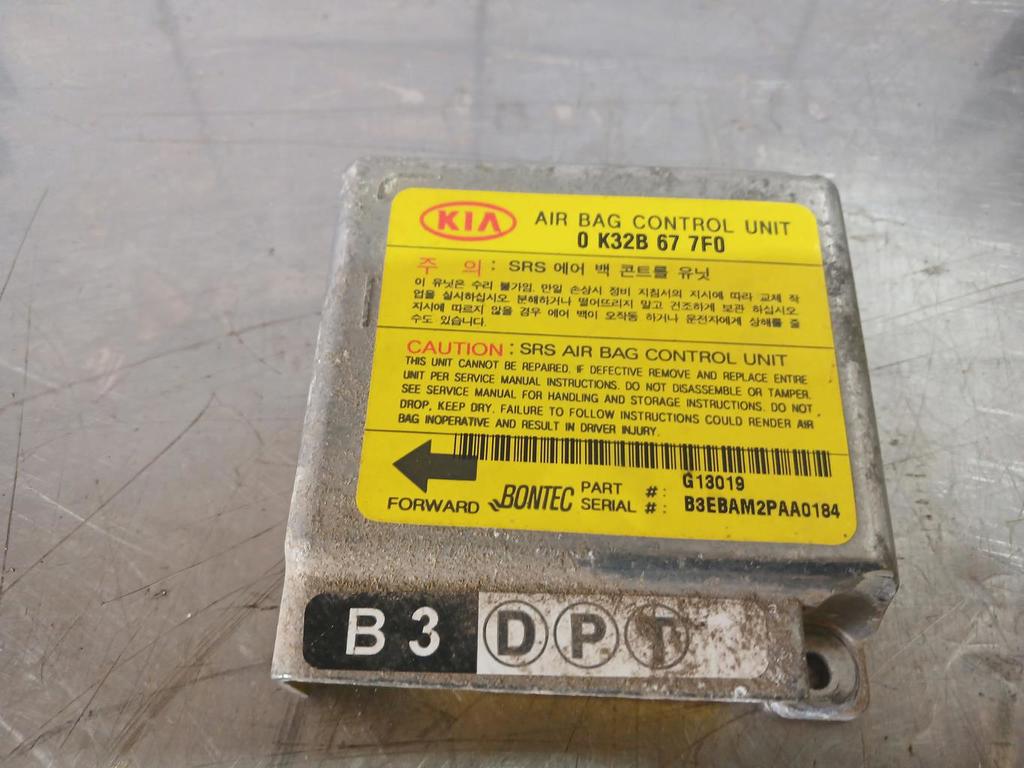 KIA AIR BAG CONTROL UNIT
0 K32B 67 7F0
주 의 : SRS 에어 백 콘트롤 유닛
이 유닛은 수리 불가임. 만일 손상시 정비 지침서의 지시에 따라 교체 작
업을 실시하십시오. 분해하거나 떨어뜨리지 말고 건조하게 보관 하십시오.
지시에 따르지 않을 경우 에어 백이 오작동 하거나 운전자에게 상해를 줄
수도 있습니다.
CAUTION : SRS AIR BAG CONTROL UNIT
THIS UNIT CANNOT BE REPAIRED. IF DEFECTIVE REMOVE AND REPLACE ENTIRE
UNIT PER SERVICE MANUAL INSTRUCTIONS. DO NOT DISASSEMBLE OR TAMPER.
SEE SERVICE MANUAL FOR HANDLING AND STORAGE INSTRUCTIONS. DO NOT
DROP, KEEP DRY. FAILURE TO FOLLOW INSTRUCTIONS COULD RENDER AIR
BAG INOPERATIVE AND RESULT IN DRIVER INJURY.
FORWARD BONTEC PART #: G13019
SERIAL #: B3EBAM2PAA0184
B 3 D P T